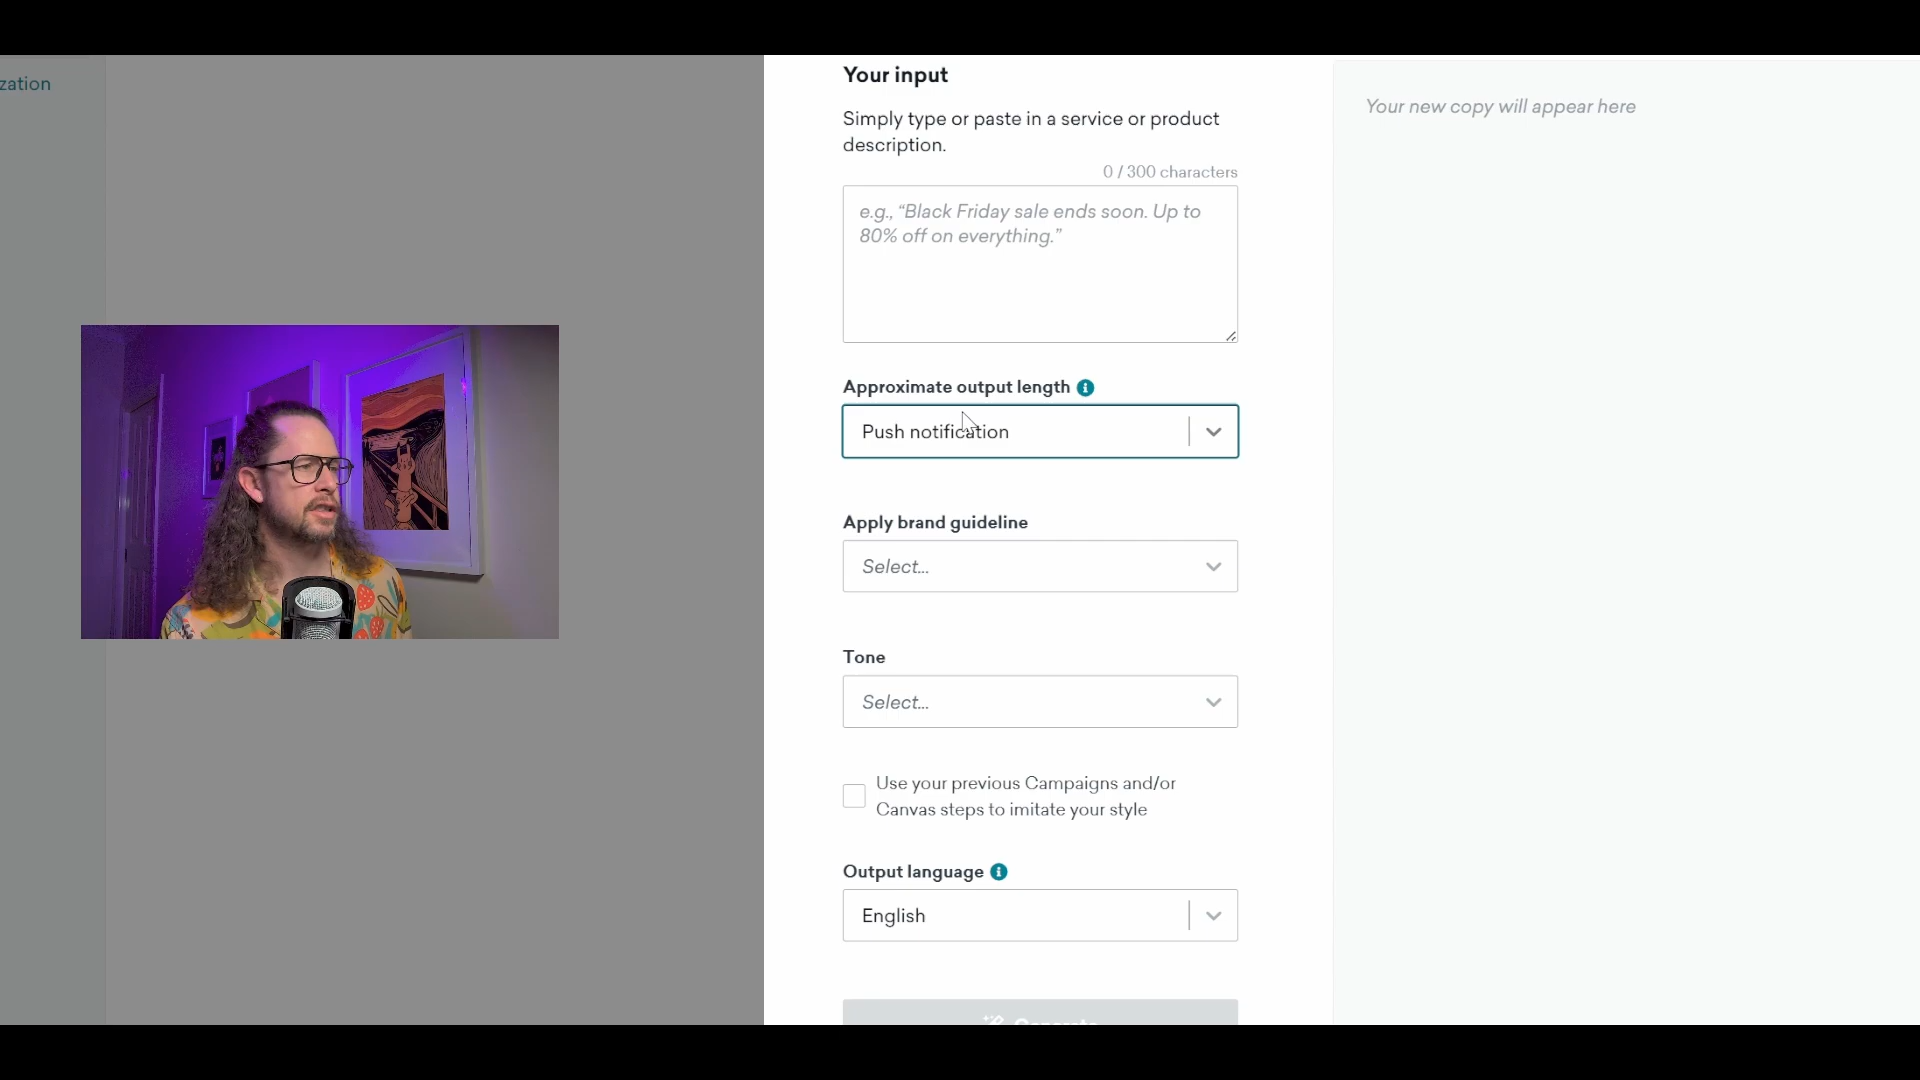 zation
Your input
Simply type or paste in a service or product
description.
0 / 300 characters
e.g., “Black Friday sale ends soon. Up to
80% off on everything.”
Approximate output length
Push notification
Apply brand guideline
Select...
Tone
Select...
Use your previous Campaigns and/or
Canvas steps to imitate your style
Output language
English
Generate
Your new copy will appear here